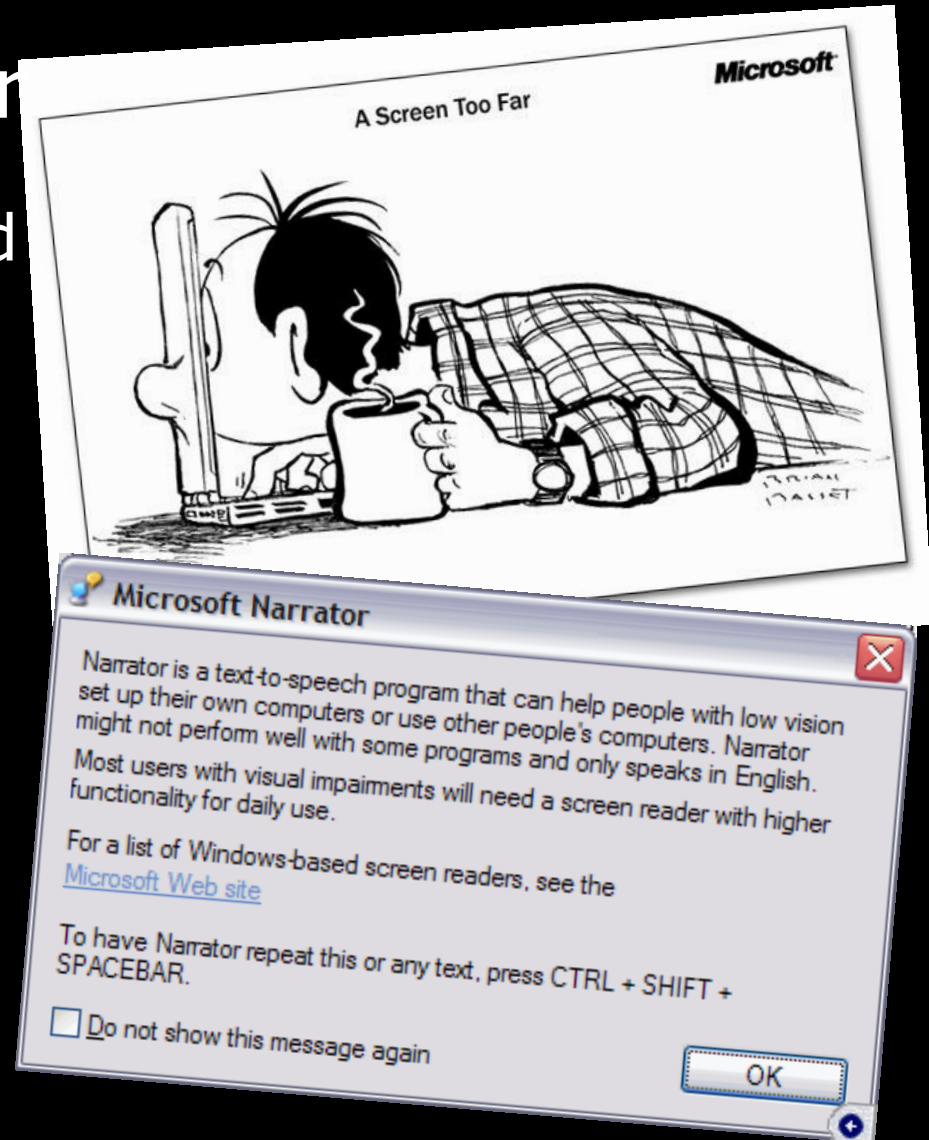 r
d
Microsoft
A Screen Too Far
BRIAN
BASSET
Microsoft Narrator
Narrator is a text-to-speech program that can help people with low vision
set up their own computers or use other people's computers. Narrator
might not perform well with some programs and only speaks in English.
Most users with visual impairments will need a screen reader with higher
functionality for daily use.
For a list of Windows-based screen readers, see the
Microsoft Web site
To have Narrator repeat this or any text, press CTRL + SHIFT +
SPACEBAR.
Do not show this message again
OK